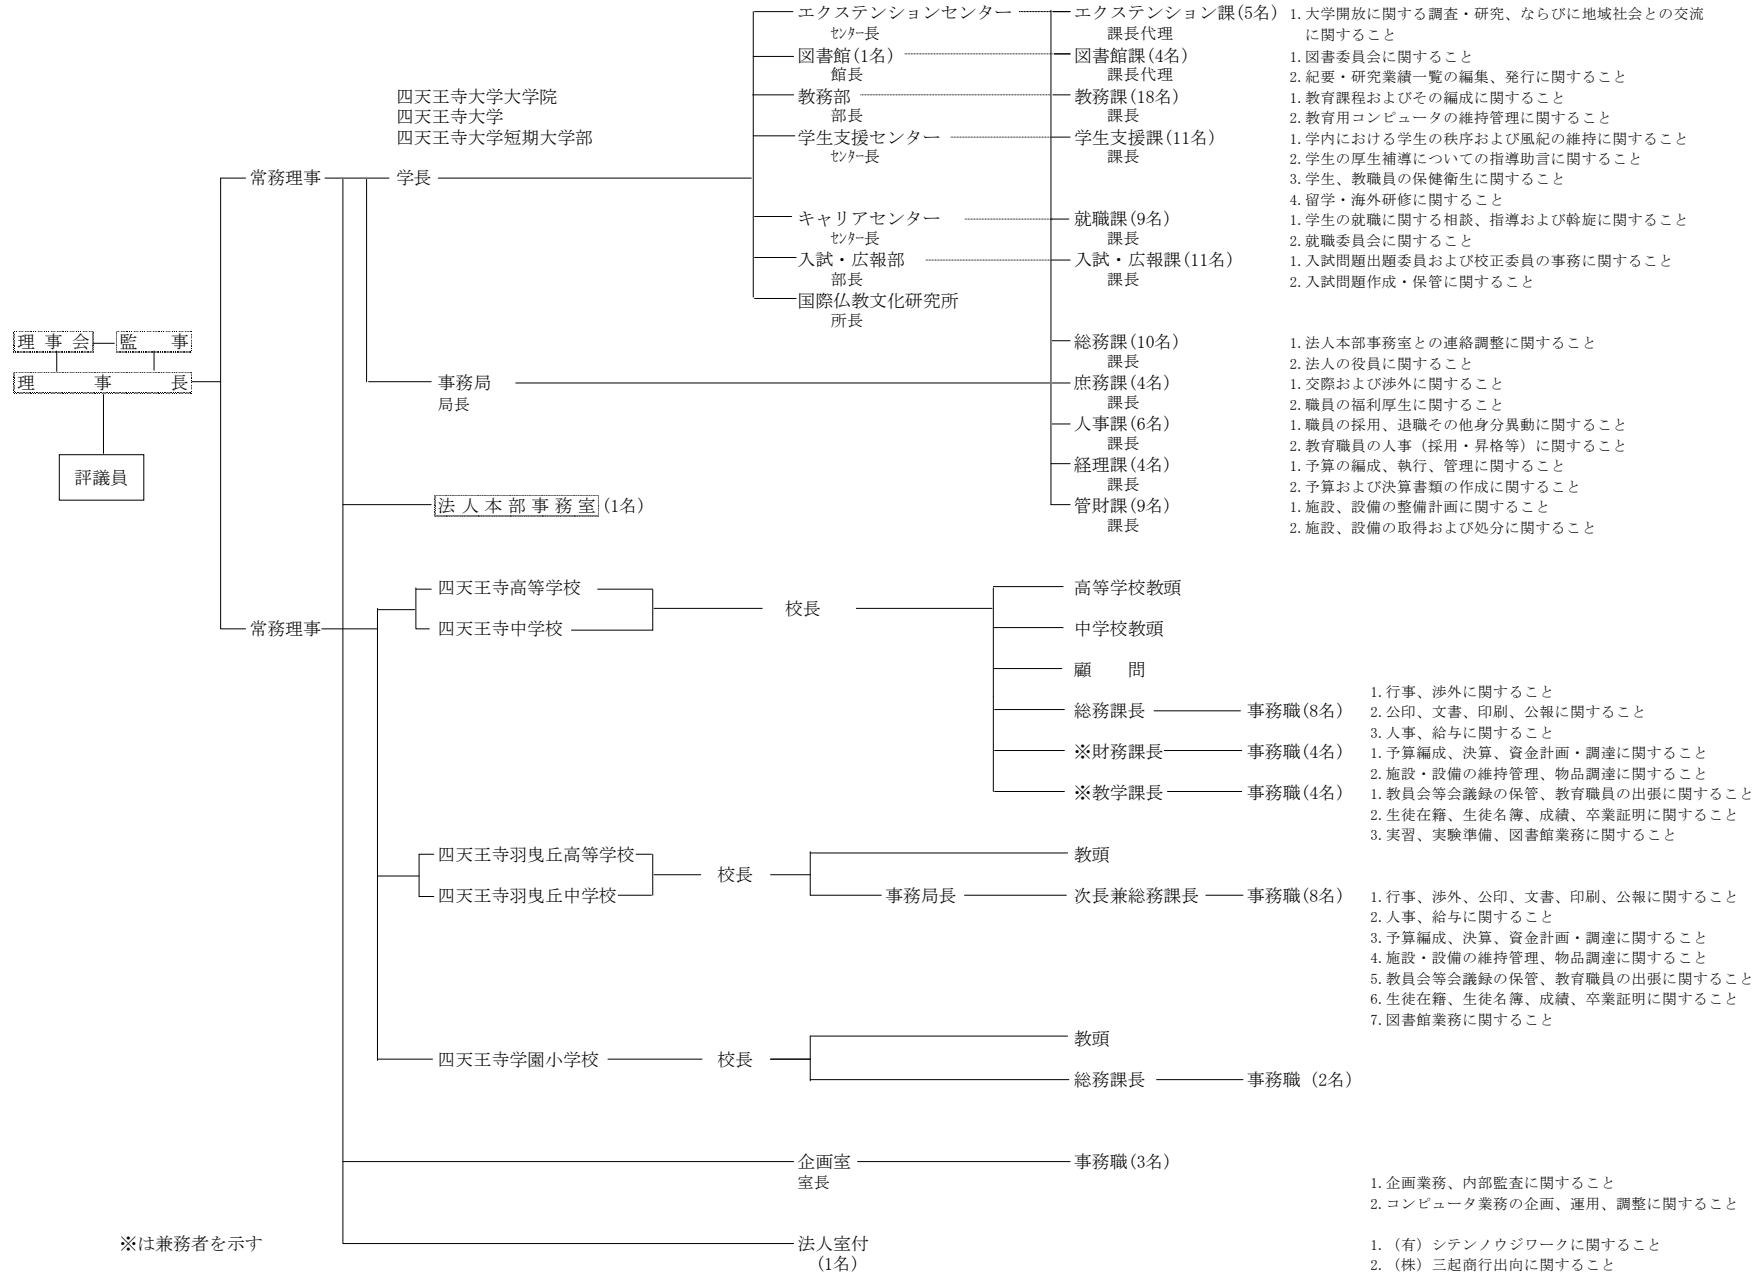 エクステンションセンター エクステンション課(5名) 1.大学開放に関する調査・研究、ならびに地域社会との交流
センター長 課長代理 に関すること
図書館(1名) 図書館課(4名) 1.図書委員会に関すること
館長 課長代理 2.紀要・研究業績一覧の編集、発行に関すること
四天王寺大学大学院 教務部 教務課(18名) 1.教育課程およびその編成に関すること
四天王寺大学 部長 課長 2.教育用コンピュータの維持管理に関すること
四天王寺大学短期大学部 学生支援センター 学生支援課(11名) 1.学内における学生の秩序および風紀の維持に関すること
センター長 課長 2.学生の厚生補導についての指導助言に関すること
常務理事 学長 3.学生、教職員の保健衛生に関すること
4.留学・海外研修に関すること
キャリアセンター 就職課(9名) 1.学生の就職に関する相談、指導および斡旋に関すること
センター長 課長 2.就職委員会に関すること
入試・広報部 入試・広報課(11名) 1.入試問題出題委員および校正委員の事務に関すること
部長 課長 2.入試問題作成・保管に関すること
国際仏教文化研究所
所長
理事会 監事 総務課(10名) 1.法人本部事務室との連絡調整に関すること
課長 2.法人の役員に関すること
理事長 事務局 庶務課(4名) 1.交際および渉外に関すること
局長 課長 2.職員の福利厚生に関すること
人事課(6名) 1.職員の採用、退職その他身分異動に関すること
課長 2.教育職員の人事（採用・昇格等）に関すること
経理課(4名) 1.予算の編成、執行、管理に関すること
評議員 課長 2.予算および決算書類の作成に関すること
法人本部事務室 (1名) 管財課(9名) 1.施設、設備の整備計画に関すること
課長 2.施設、設備の取得および処分に関すること
四天王寺高等学校 高等学校教頭
校長
常務理事 四天王寺中学校 中学校教頭
顧　問
1.行事、渉外に関すること
総務課長 事務職(8名) 2.公印、文書、印刷、公報に関すること
3.人事、給与に関すること
※財務課長 事務職(4名) 1.予算編成、決算、資金計画・調達に関すること
2.施設・設備の維持管理、物品調達に関すること
※教学課長 事務職(4名) 1.教員会等会議録の保管、教育職員の出張に関すること
2.生徒在籍、生徒名簿、成績、卒業証明に関すること
3.実習、実験準備、図書館業務に関すること
四天王寺羽曳丘高等学校 教頭
校長
四天王寺羽曳丘中学校 事務局長 次長兼総務課長 事務職(8名) 1.行事、渉外、公印、文書、印刷、公報に関すること
2.人事、給与に関すること
3.予算編成、決算、資金計画・調達に関すること
4.施設・設備の維持管理、物品調達に関すること
5.教員会等会議録の保管、教育職員の出張に関すること
6.生徒在籍、生徒名簿、成績、卒業証明に関すること
7.図書館業務に関すること
教頭
四天王寺学園小学校 校長
総務課長 事務職 (2名)
企画室 事務職(3名)
室長 1.企画業務、内部監査に関すること
2.コンピュータ業務の企画、運用、調整に関すること
※は兼務者を示す 法人室付 1.（有）シテンノウジワークに関すること
(1名) 2.（株）三起商行出向に関すること